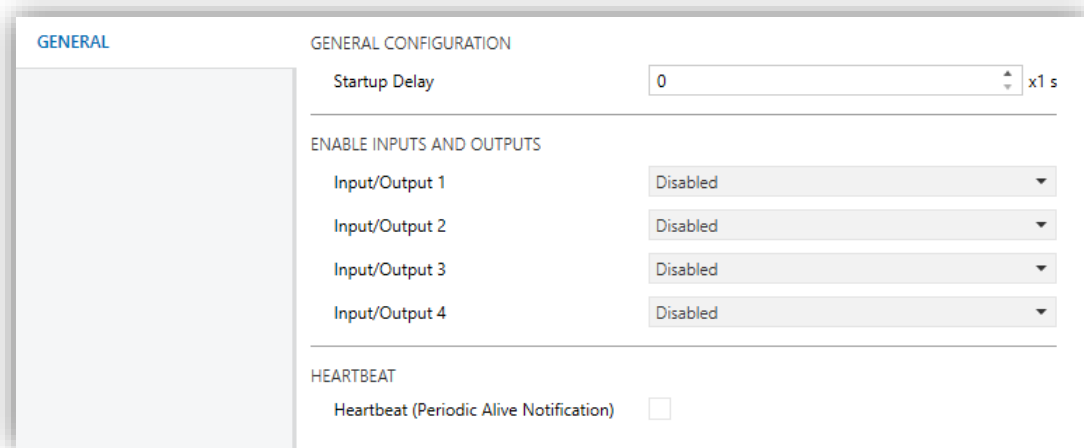 GENERAL
GENERAL CONFIGURATION
Startup Delay 0 x1 s
ENABLE INPUTS AND OUTPUTS
Input/Output 1 Disabled
Input/Output 2 Disabled
Input/Output 3 Disabled
Input/Output 4 Disabled
HEARTBEAT
Heartbeat (Periodic Alive Notification)